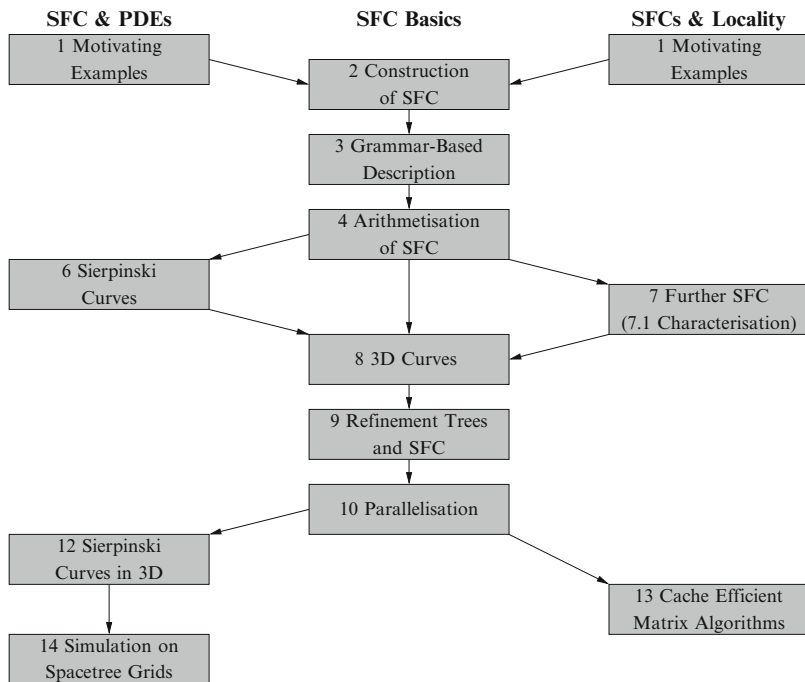 SFC & PDEs
SFC Basics
SFCs & Locality
1 Motivating
Examples
1 Motivating
Examples
2 Construction
of SFC
3 Grammar-Based
Description
4 Arithmetisation
of SFC
6 Sierpinski
Curves
7 Further SFC
(7.1 Characterisation)
8 3D Curves
9 Refinement Trees
and SFC
10 Parallelisation
12 Sierpinski
Curves in 3D
13 Cache Efficient
Matrix Algorithms
14 Simulation on
Spacetree Grids